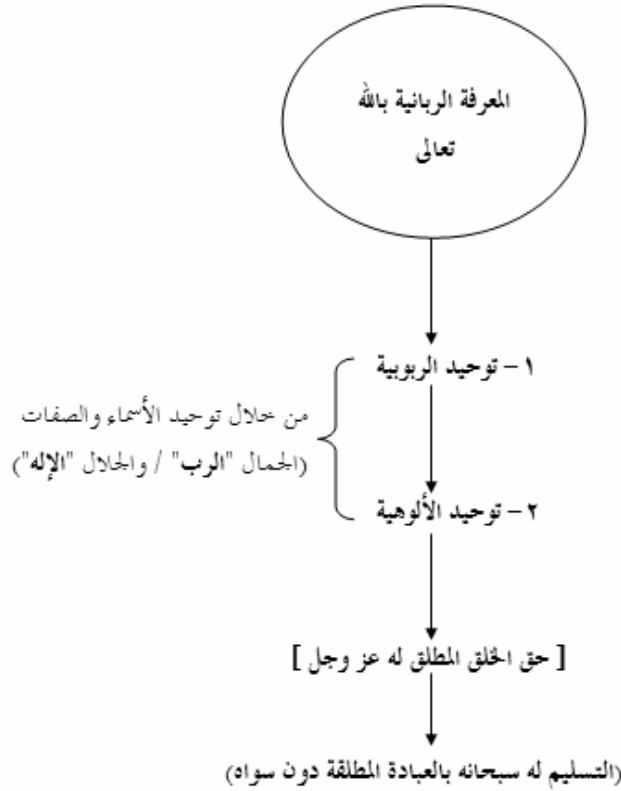 المعرفة الربانية بالله
تعالى
١ – توحيد الربوبية
من خلال توحيد الأسماء والصفات
(الجمال "الرب" / والجلال "الإله")
٢ – توحيد الألوهية
[ حق الخلق المطلق له عز وجل ]
(التسليم له سبحانه بالعبادة المطلقة دون سواه)